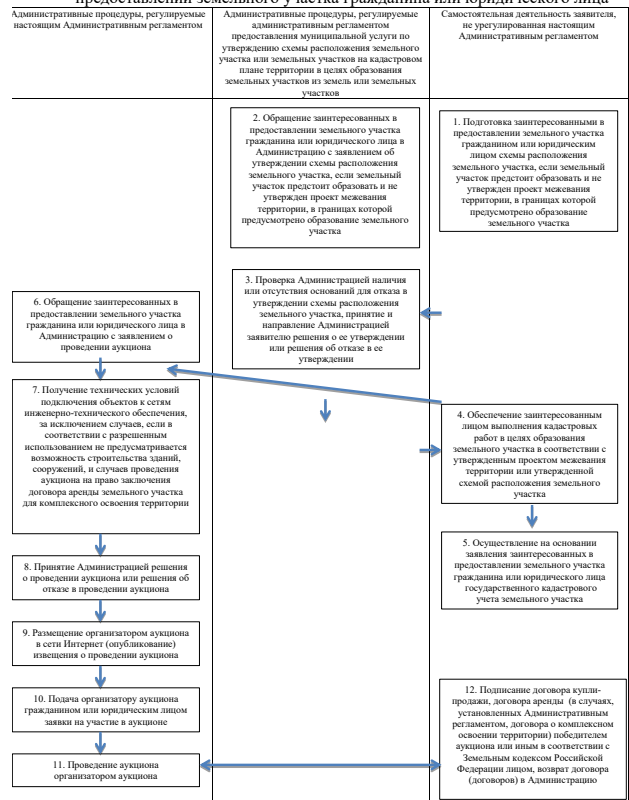 предоставлении земельного участка гражданина или юридического лица
Административные процедуры, регулируемые
настоящим Административным регламентом
Административные процедуры, регулируемые
административным регламентом
предоставления муниципальной услуги по
утверждению схемы расположения земельного
участка или земельных участков на кадастровом
плане территории в целях образования
земельных участков из земель или земельных
участков
Самостоятельная деятельность заявителя,
не урегулированная настоящим
Административным регламентом
2. Обращение заинтересованных в
предоставлении земельного участка
гражданина или юридического лица в
Администрацию с заявлением об
утверждении схемы расположения
земельного участка, если земельный
участок предстоит образовать и не
утвержден проект межевания
территории, в границах которой
предусмотрено образование земельного
участка
1. Подготовка заинтересованными в
предоставлении земельного участка
гражданином или юридическим
лицом схемы расположения
земельного участка, если земельный
участок предстоит образовать и не
утвержден проект межевания
территории, в границах которой
предусмотрено образование
земельного участка
3. Проверка Администрацией наличия
или отсутствия оснований для отказа в
утверждении схемы расположения
земельного участка, принятие и
направление Администрацией
заявителю решения о ее утверждении
или решения об отказе в ее
утверждении
6. Обращение заинтересованных в
предоставлении земельного участка
гражданина или юридического лица в
Администрацию с заявлением о
проведении аукциона
7. Получение технических условий
подключения объектов к сетям
инженерно-технического обеспечения,
за исключением случаев, если в
соответствии с разрешенным
использованием не предусматривается
возможность строительства зданий,
сооружений, и случаев проведения
аукциона на право заключения
договора аренды земельного участка
для комплексного освоения территории
4. Обеспечение заинтересованным
лицом выполнения кадастровых
работ в целях образования
земельного участка в соответствии с
утвержденным проектом межевания
территории или утвержденной
схемой расположения земельного
участка
5. Осуществление на основании
заявления заинтересованных в
предоставлении земельного участка
гражданина или юридического лица
государственного кадастрового
учета земельного участка
8. Принятие Администрацией решения
о проведении аукциона или решения об
отказе в проведении аукциона
9. Размещение организатором аукциона
в сети Интернет (опубликование)
извещения о проведении аукциона
10. Подача организатору аукциона
гражданином или юридическим лицом
заявки на участие в аукционе
11. Проведение аукциона
организатором аукциона
12. Подписание договора купли-
продажи, договора аренды (в случаях,
установленных Административным
регламентом, договора о комплексном
освоении территории) победителем
аукциона или иным в соответствии с
Земельным кодексом Российской
Федерации лицом, возврат договора
(договоров) в Администрацию